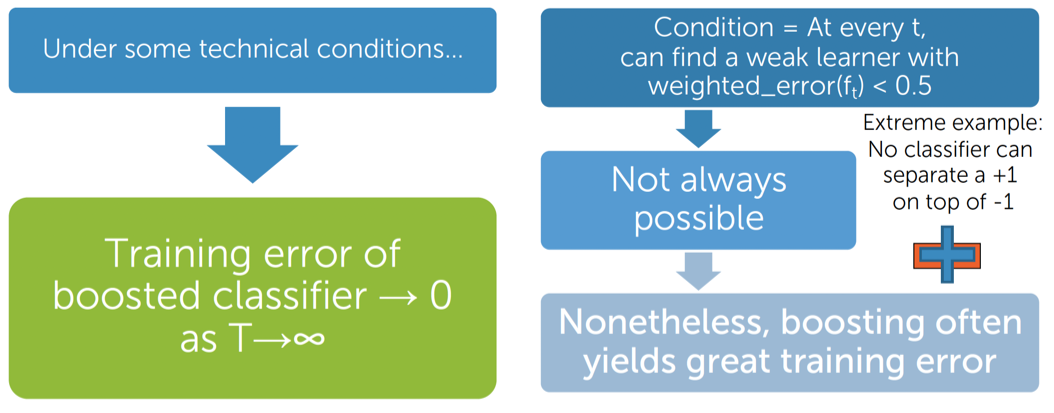 Under some technical conditions...
Training error of
boosted classifier → 0
as T→∞
Condition = At every t,
can find a weak learner with
weighted_error(fₜ) < 0.5
Not always
possible
Extreme example:
No classifier can
separate a +1
on top of -1
Nonetheless, boosting often
yields great training error